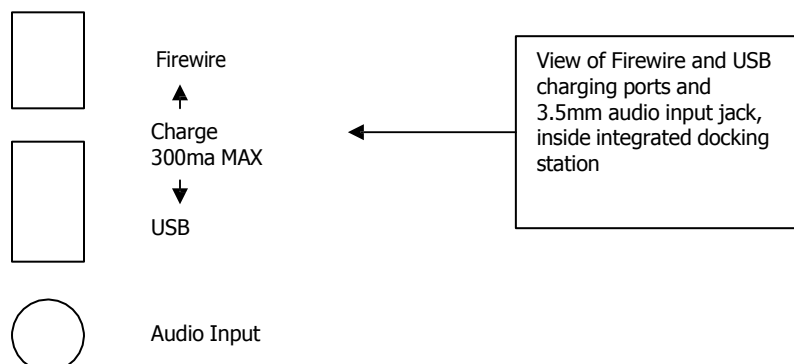 Firewire
Charge
300ma MAX
USB
Audio Input
View of Firewire and USB
charging ports and
3.5mm audio input jack,
inside integrated docking
station